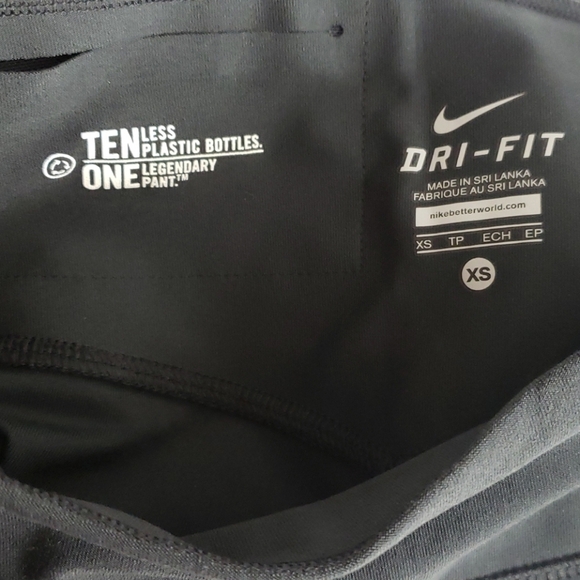 TEN LESS
PLASTIC BOTTLES.
ONE LEGENDARY
PANT.™
DRI-FIT
MADE IN SRI LANKA
FABRIQUE AU SRI LANKA
nikebetterworld.com
XS TP ECH EP
XS